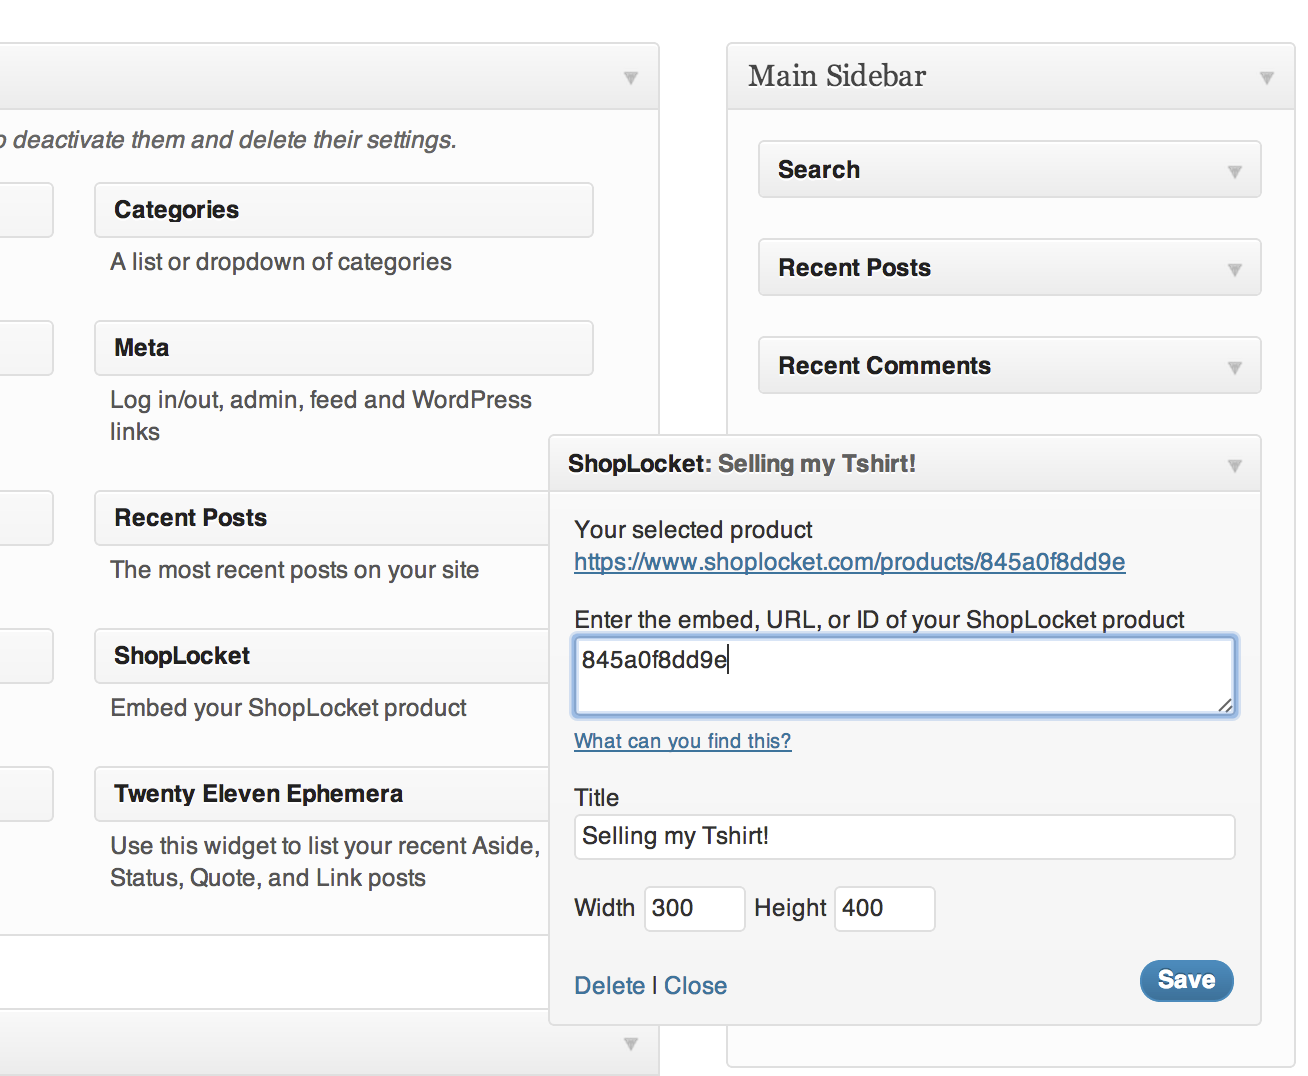 deactivate them and delete their settings.
Categories
A list or dropdown of categories
Meta
Log in/out, admin, feed and WordPress
links
Recent Posts
The most recent posts on your site
ShopLocket
Embed your ShopLocket product
Twenty Eleven Ephemera
Use this widget to list your recent Aside,
Status, Quote, and Link posts
Main Sidebar
Search
Recent Posts
Recent Comments
ShopLocket: Selling my Tshirt!
Your selected product
https://www.shoplocket.com/products/845a0f8dd9e
Enter the embed, URL, or ID of your ShopLocket product
845a0f8dd9e
What can you find this?
Title
Selling my Tshirt!
Width 300 Height 400
Delete | Close
Save